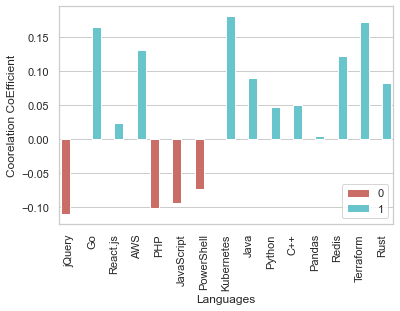 Coorelation CoEfficient
0.15
0.10
0.05
0.00
−0.05
−0.10
jQuery
Go
React.js
AWS
PHP
JavaScript
PowerShell
Kubernetes
Java
Python
C++
Pandas
Redis
Terraform
Rust
Languages
0
1